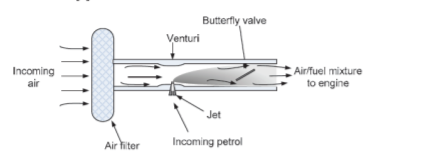 Butterfly valve
Venturi
Incoming
air
Air/fuel mixture
to engine
Jet
Incoming petrol
Air filter